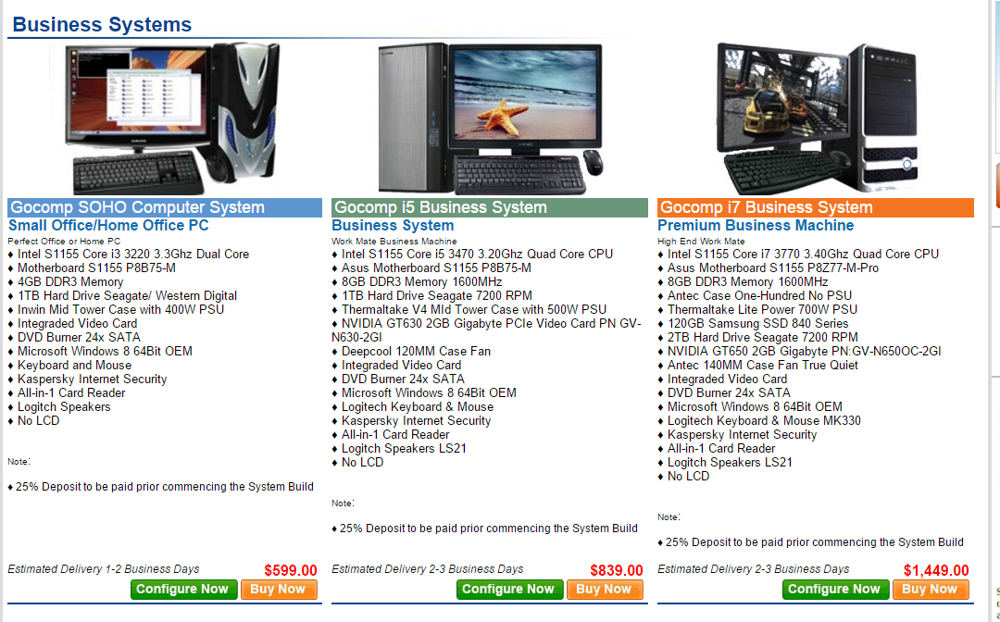 Business Systems
Gocomp SOHO Computer System
Small Office/Home Office PC
Perfect Office or Home PC
♦ Intel S1155 Core i3 3220 3.3Ghz Dual Core
♦ Motherboard S1155 P8B75-M
♦ 4GB DDR3 Memory
♦ 1TB Hard Drive Seagate/ Western Digital
♦ Inwin Mid Tower Case with 400W PSU
♦ Integraded Video Card
♦ DVD Burner 24x SATA
♦ Microsoft Windows 8 64Bit OEM
♦ Keyboard and Mouse
♦ Kaspersky Internet Security
♦ All-in-1 Card Reader
♦ Logitch Speakers
♦ No LCD
Note:
♦ 25% Deposit to be paid prior commencing the System Build
Estimated Delivery 1-2 Business Days
$599.00
Configure Now
Buy Now
Gocomp i5 Business System
Business System
Work Mate Business Machine
♦ Intel S1155 Core i5 3470 3.20Ghz Quad Core CPU
♦ Asus Motherboard S1155 P8B75-M
♦ 8GB DDR3 Memory 1600MHz
♦ 1TB Hard Drive Seagate 7200 RPM
♦ Thermaltake V4 MId Tower Case with 500W PSU
♦ NVIDIA GT630 2GB Gigabyte PCIe Video Card PN GV-
N630-2GI
♦ Deepcool 120MM Case Fan
♦ Integraded Video Card
♦ DVD Burner 24x SATA
♦ Microsoft Windows 8 64Bit OEM
♦ Logitech Keyboard & Mouse
♦ Kaspersky Internet Security
♦ All-in-1 Card Reader
♦ Logitch Speakers LS21
♦ No LCD
Note:
♦ 25% Deposit to be paid prior commencing the System Build
Estimated Delivery 2-3 Business Days
$839.00
Configure Now
Buy Now
Gocomp i7 Business System
Premium Business Machine
High End Work Mate
♦ Intel S1155 Core i7 3770 3.40Ghz Quad Core CPU
♦ Asus Motherboard S1155 P8Z77-M-Pro
♦ 8GB DDR3 Memory 1600MHz
♦ Antec Case One-Hundred No PSU
♦ Thermaltake Lite Power 700W PSU
♦ 120GB Samsung SSD 840 Series
♦ 2TB Hard Drive Seagate 7200 RPM
♦ NVIDIA GT650 2GB Gigabyte PN:GV-N650OC-2GI
♦ Antec 140MM Case Fan True Quiet
♦ Integraded Video Card
♦ DVD Burner 24x SATA
♦ Microsoft Windows 8 64Bit OEM
♦ Logitech Keyboard & Mouse MK330
♦ Kaspersky Internet Security
♦ All-in-1 Card Reader
♦ Logitch Speakers LS21
♦ No LCD
Note:
♦ 25% Deposit to be paid prior commencing the System Build
Estimated Delivery 2-3 Business Days
$1,449.00
Configure Now
Buy Now